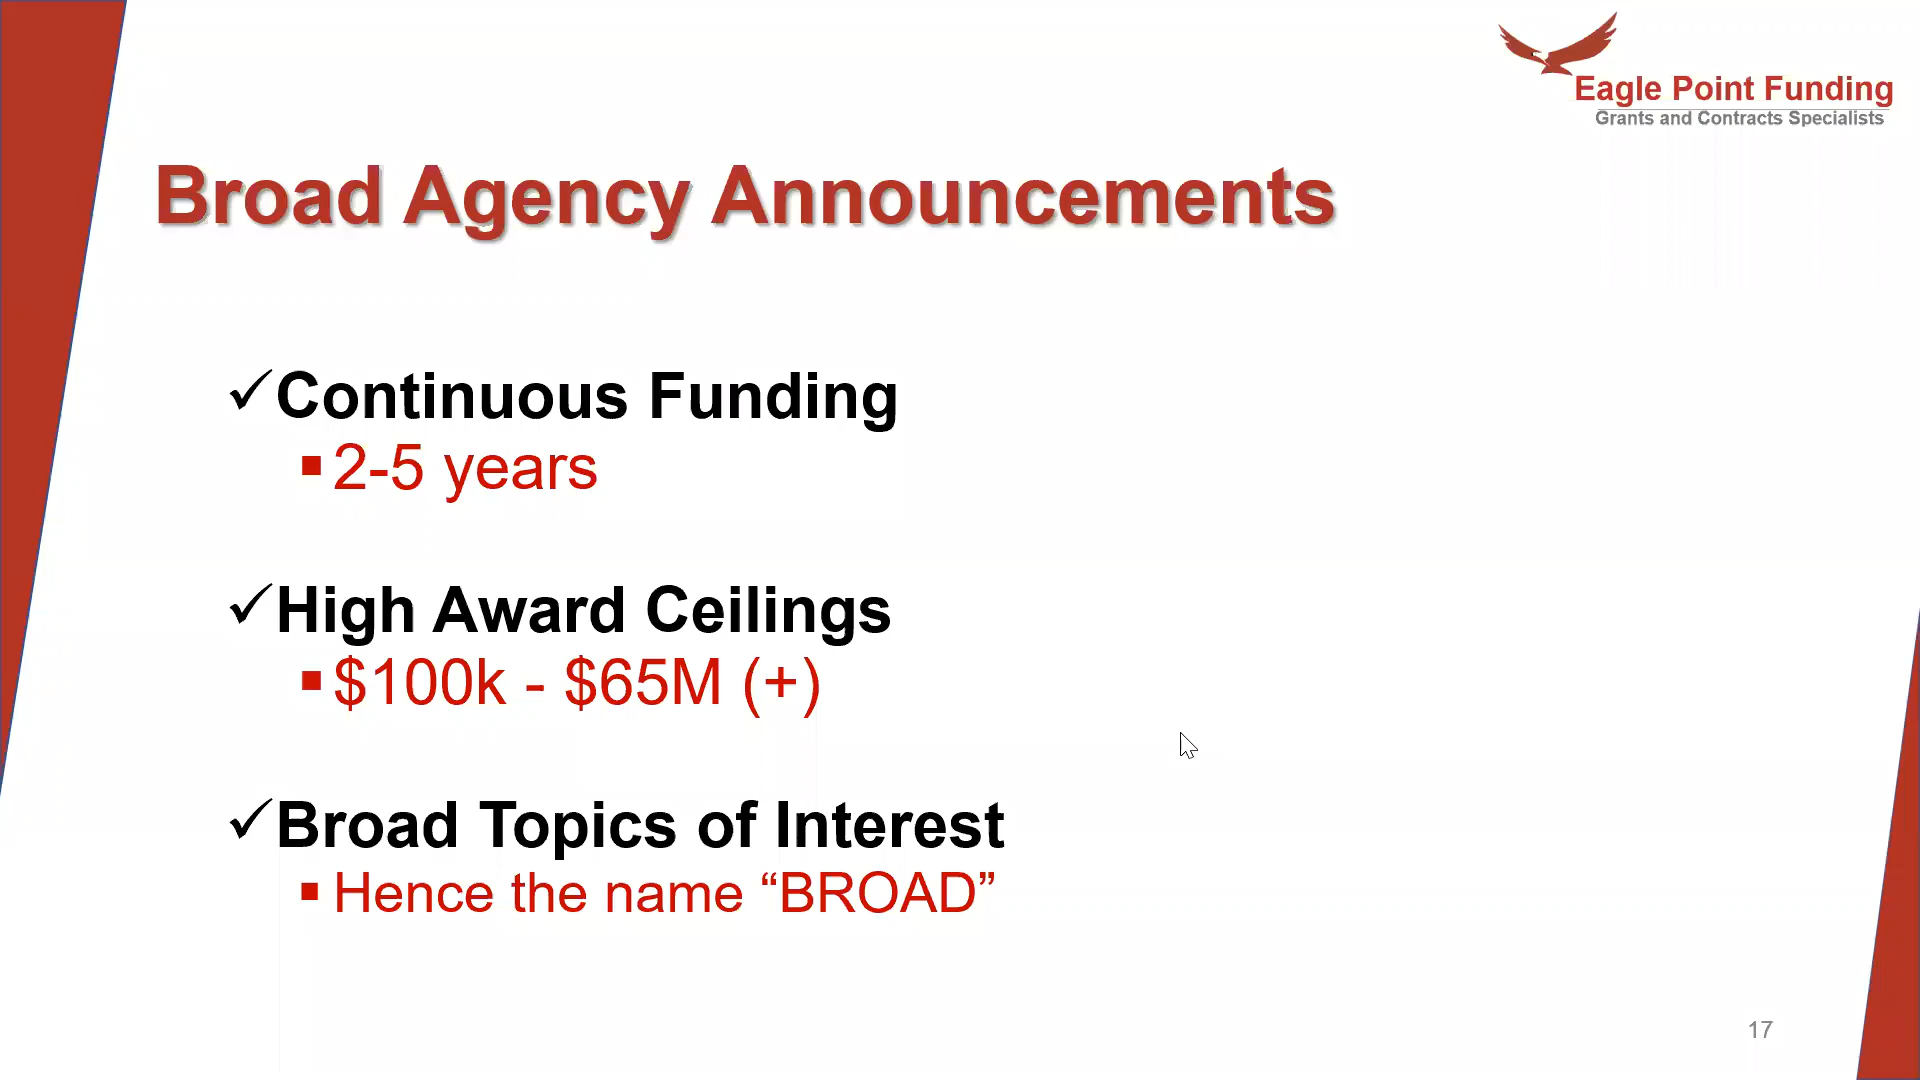 Eagle Point Funding
Grants and Contracts Specialists
Broad Agency Announcements
✓Continuous Funding
▪2-5 years
✓High Award Ceilings
▪$100k - $65M (+)
✓Broad Topics of Interest
▪Hence the name “BROAD”
17